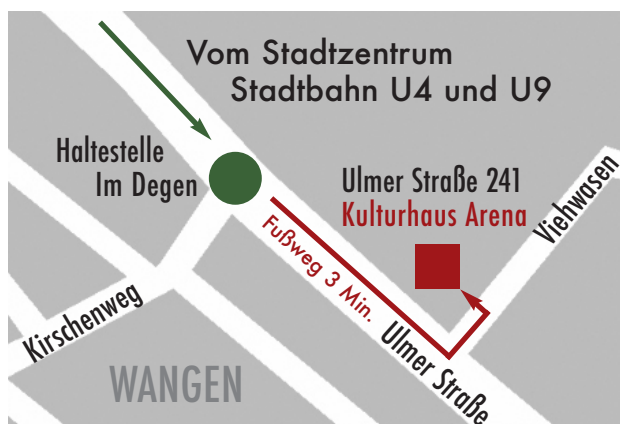 Vom Stadtzentrum
Stadtbahn U4 und U9
Haltestelle
Im Degen
Ulmer Straße 241
Kulturhaus Arena
Viehwasen
Fußweg 3 Min.
Kirschenweg
Ulmer Straße
WANGEN